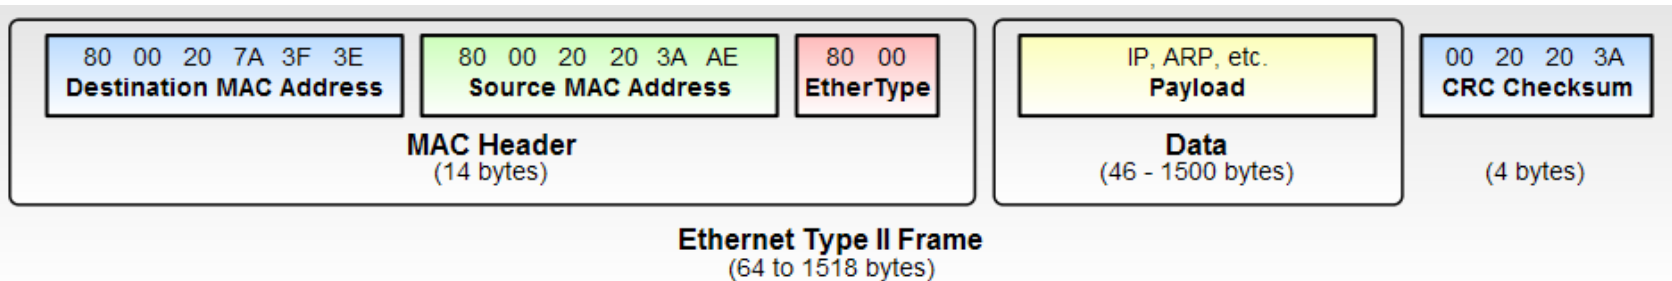 80 00 20 7A 3F 3E
Destination MAC Address
80 00 20 20 3A AE
Source MAC Address
80 00
EtherType
IP, ARP, etc.
Payload
00 20 20 3A
CRC Checksum
MAC Header
(14 bytes)
Data
(46 - 1500 bytes)
(4 bytes)
Ethernet Type II Frame
(64 to 1518 bytes)